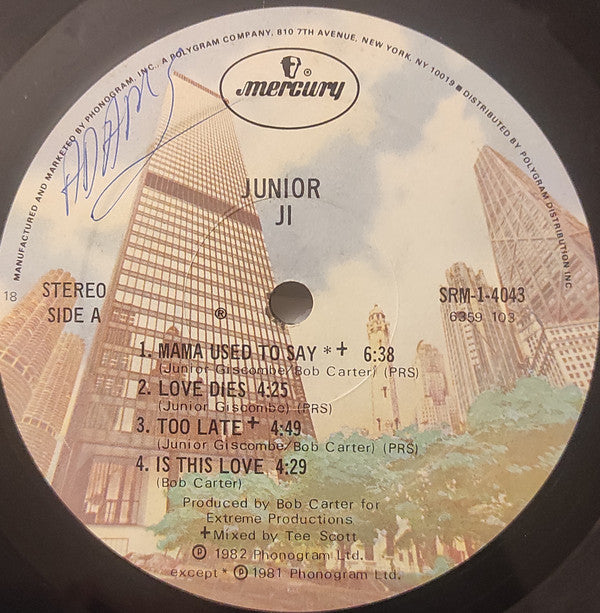 MANUFACTURED AND MARKETED BY PHONOGRAM, INC., A POLYGRAM COMPANY, 810 7TH AVENUE, NEW YORK, NY 10019 ■ DISTRIBUTED BY POLYGRAM DISTRIBUTION INC
ADAMS
mercury ®
JUNIOR
JI
18
STEREO
SIDE A
®
SRM-1-4043
6359 103
1. MAMA USED TO SAY *+ 6:38
(Junior Giscombe/Bob Carter) (PRS)
2. LOVE DIES 4:25
(Junior Giscombe) (PRS)
3. TOO LATE + 4:49
(Junior Giscombe/Bob Carter) (PRS)
4. IS THIS LOVE 4:29
(Bob Carter)
Produced by Bob Carter for
Extreme Productions
+Mixed by Tee Scott
℗ 1982 Phonogram Ltd.
except * ℗ 1981 Phonogram Ltd.